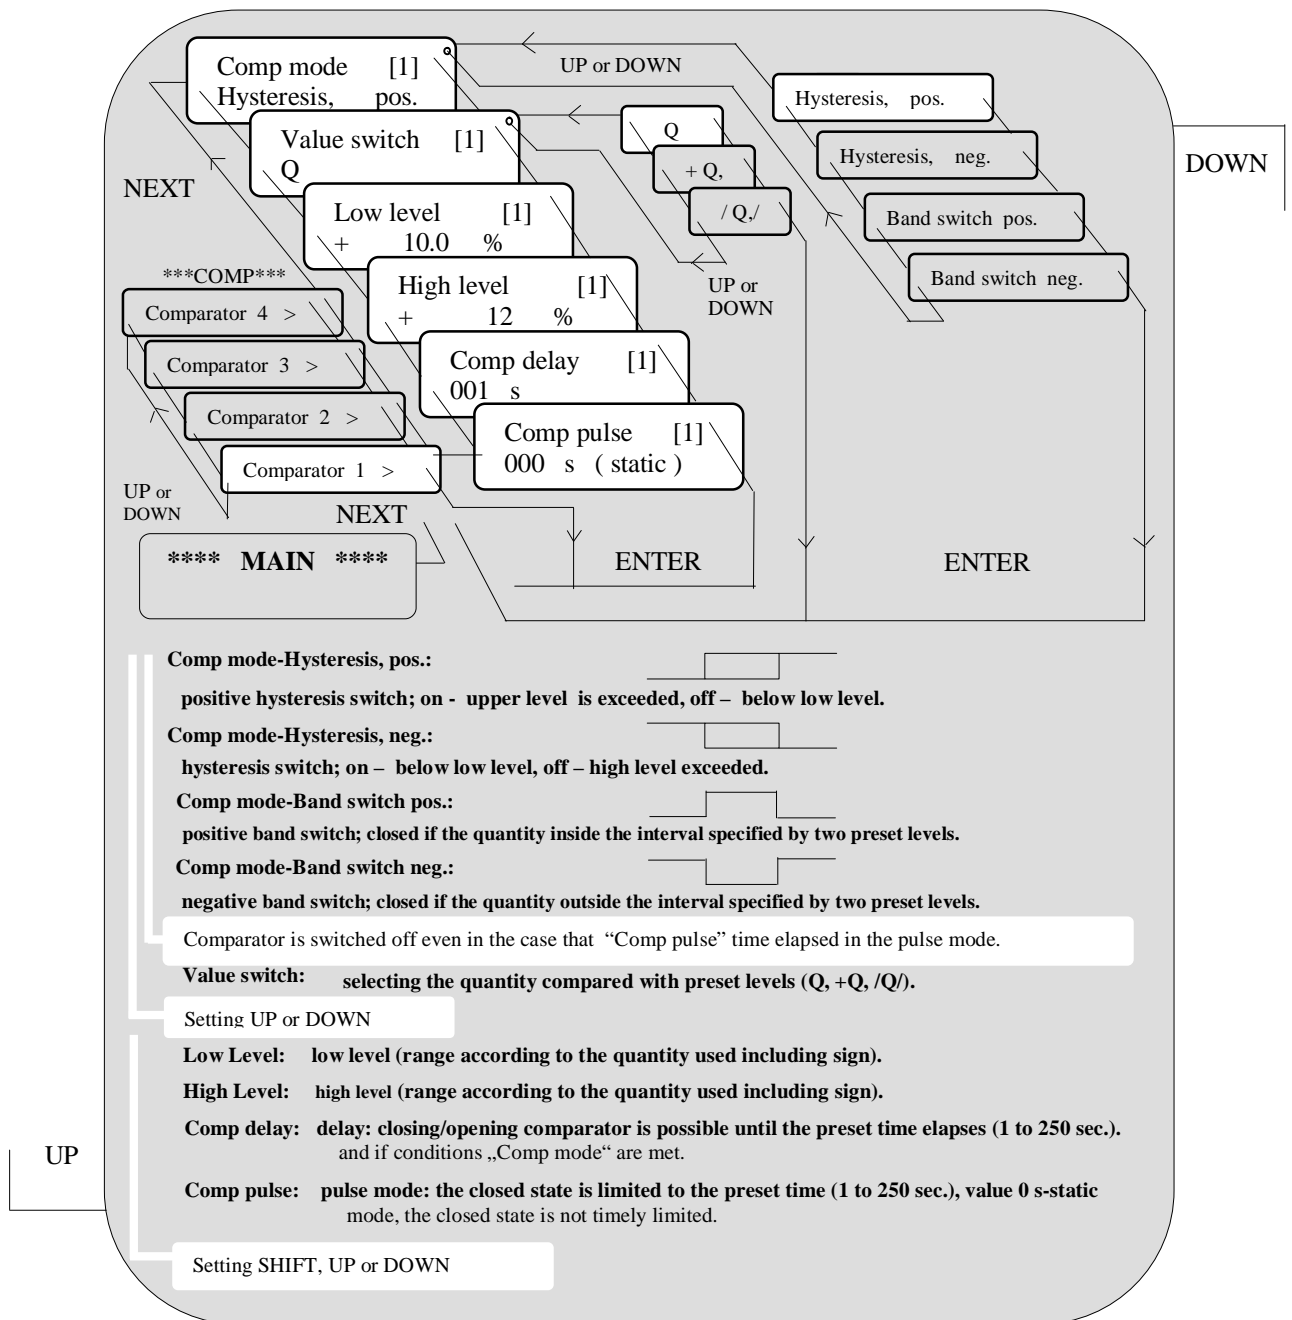 Comp mode [1]
Hysteresis, pos.
UP or DOWN
Hysteresis, pos.
Value switch [1]
Q
Q
Hysteresis, neg.
DOWN
+ Q,
NEXT
Low level [1]
+ 10.0 %
/ Q,/
Band switch pos.
***COMP***
High level [1]
+ 12 %
UP or
DOWN
Band switch neg.
Comparator 4 >
Comparator 3 >
Comp delay [1]
001 s
Comparator 2 >
Comp pulse [1]
000 s ( static )
Comparator 1 >
UP or
DOWN
NEXT
**** MAIN ****
ENTER
ENTER
Comp mode-Hysteresis, pos.:
positive hysteresis switch; on - upper level is exceeded, off – below low level.
Comp mode-Hysteresis, neg.:
hysteresis switch; on – below low level, off – high level exceeded.
Comp mode-Band switch pos.:
positive band switch; closed if the quantity inside the interval specified by two preset levels.
Comp mode-Band switch neg.:
negative band switch; closed if the quantity outside the interval specified by two preset levels.
Comparator is switched off even in the case that “Comp pulse” time elapsed in the pulse mode.
Value switch: selecting the quantity compared with preset levels (Q, +Q, /Q/).
Setting UP or DOWN
Low Level: low level (range according to the quantity used including sign).
High Level: high level (range according to the quantity used including sign).
Comp delay: delay: closing/opening comparator is possible until the preset time elapses (1 to 250 sec.).
and if conditions „Comp mode“ are met.
UP
Comp pulse: pulse mode: the closed state is limited to the preset time (1 to 250 sec.), value 0 s-static
mode, the closed state is not timely limited.
Setting SHIFT, UP or DOWN